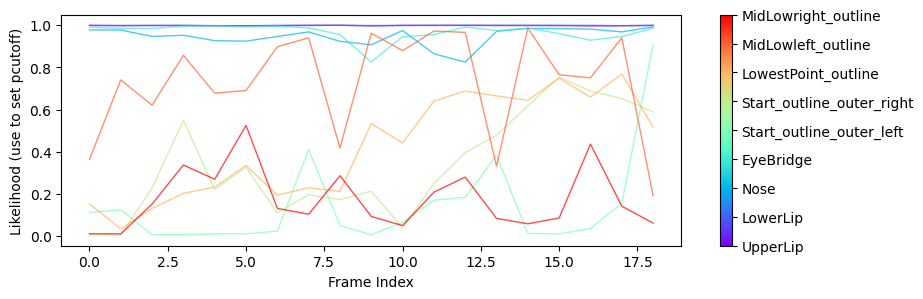 Likelihood (use to set pcutoff)
1.0
0.8
0.6
0.4
0.2
0.0
0.0
2.5
5.0
7.5
10.0
12.5
15.0
17.5
Frame Index
MidLowright_outline
MidLowleft_outline
LowestPoint_outline
Start_outline_outer_right
Start_outline_outer_left
EyeBridge
Nose
LowerLip
UpperLip